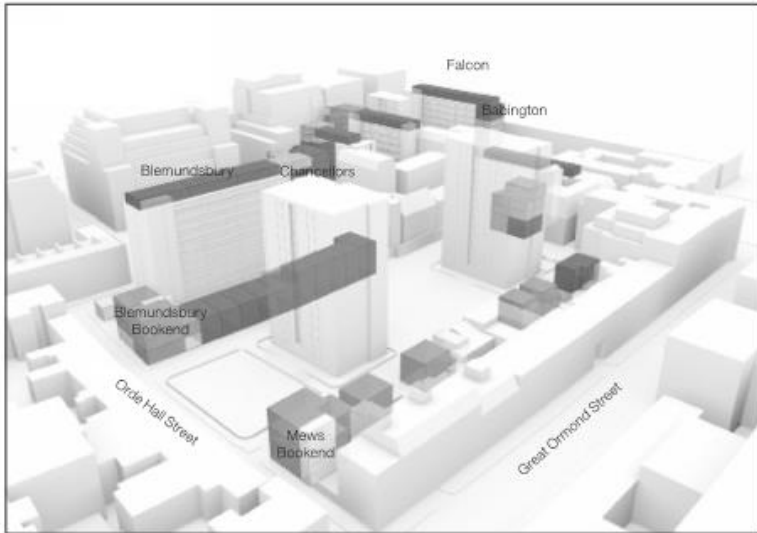 Falcon
Babington
Blemundsbury
Chancellors
Blemundsbury
Bookend
Orde Hall Street
Mews
Bookend
Great Ormond Street